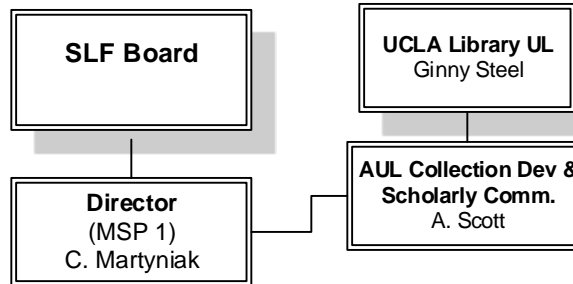 SLF Board
UCLA Library UL
Ginny Steel
Director
(MSP 1)
C. Martyniak
AUL Collection Dev &
Scholarly Comm.
A. Scott